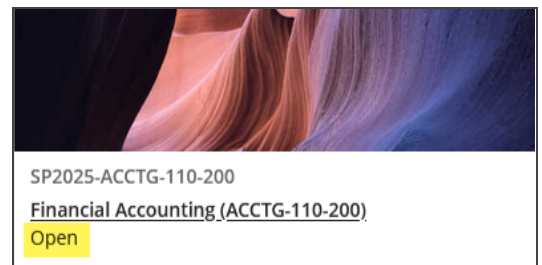 SP2025-ACCTG-110-200
Financial Accounting (ACCTG-110-200)
Open